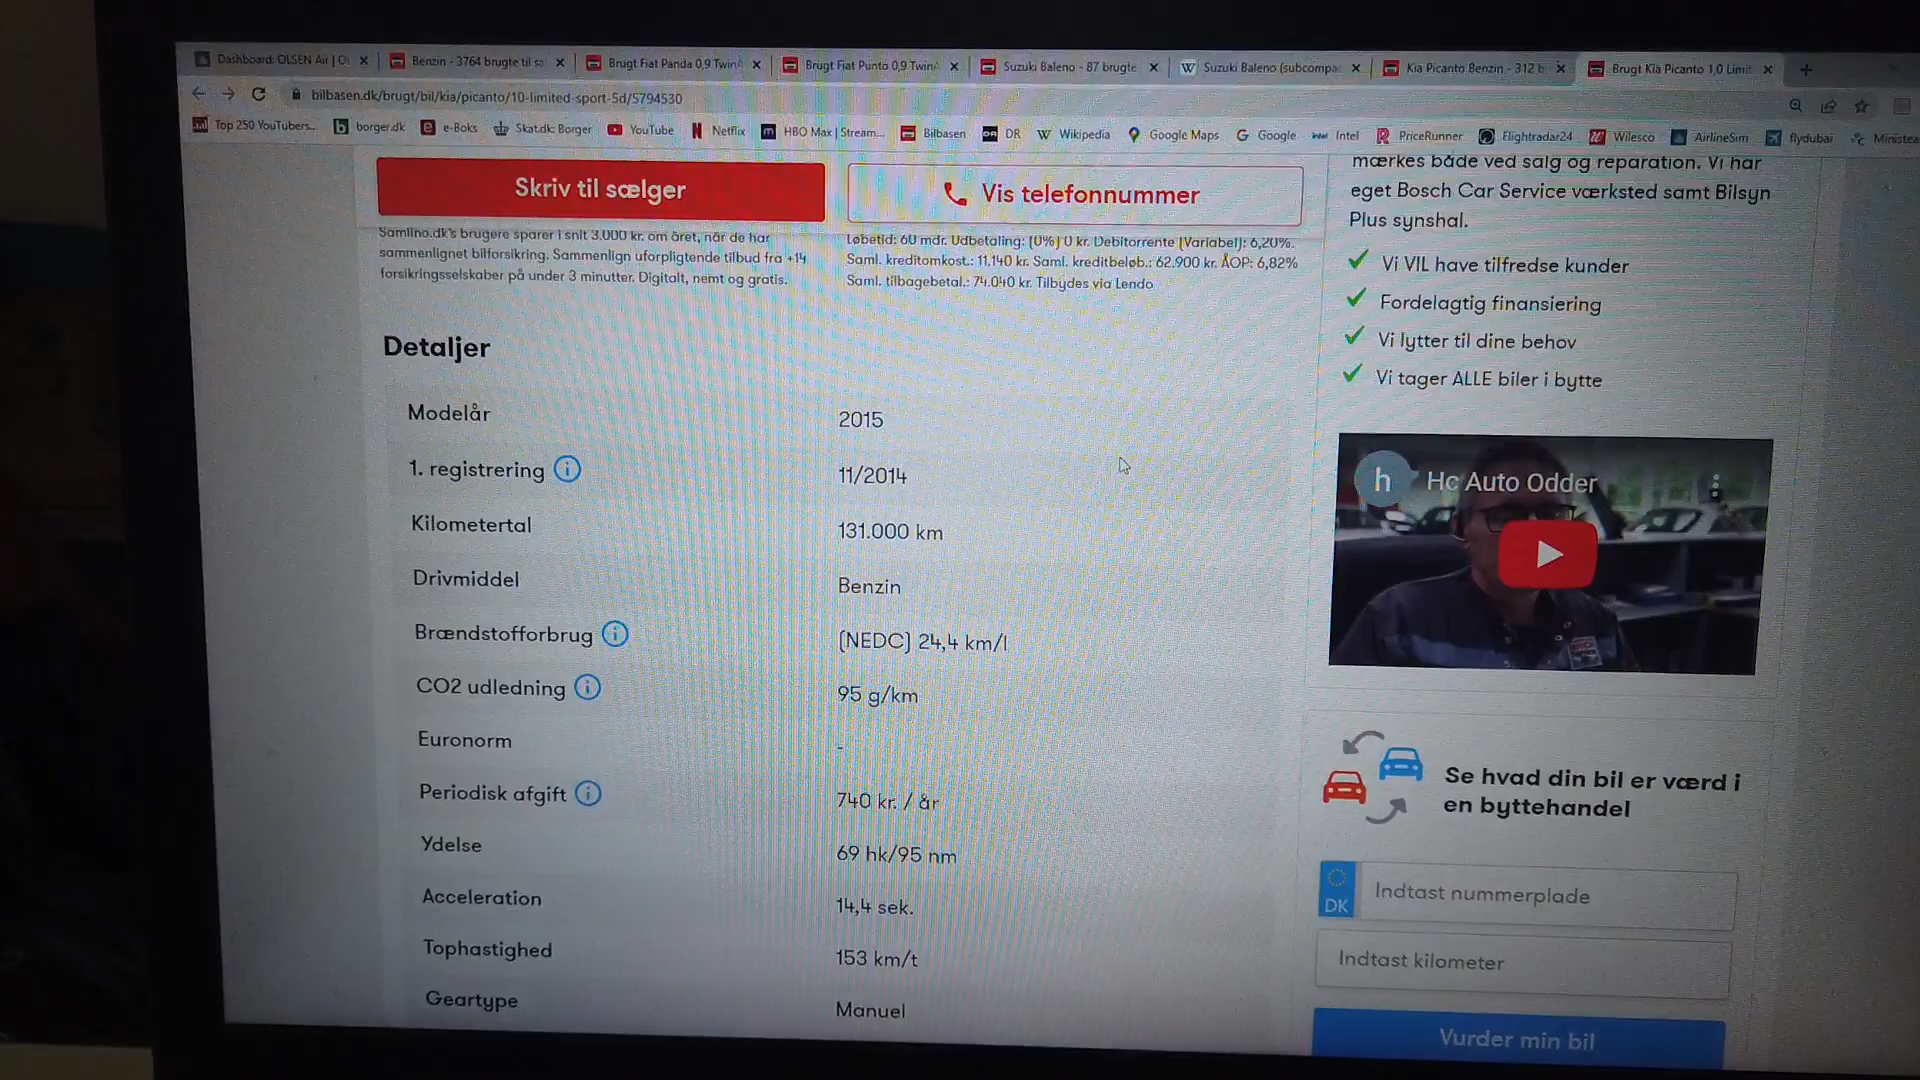 Dashboard: OLSEN Air | Ol
Benzin - 3764 brugte til sa
Brugt Fiat Panda 0,9 TwinA
Brugt Fiat Punto 0,9 TwinA
Suzuki Baleno - 87 brugte
Suzuki Baleno (subcompac
Kia Picanto Benzin - 312 b
Brugt Kia Picanto 1,0 Limit
bilbasen.dk/brugt/bil/kia/picanto/10-limited-sport-5d/5794530
Top 250 YouTubers...
borger.dk
e-Boks
Skat.dk: Borger
YouTube
Netflix
HBO Max | Stream...
Bilbasen
DR
Wikipedia
Google Maps
Google
Intel
PriceRunner
Flightradar24
Wilesco
AirlineSim
flydubai
Skriv til sælger
Vis telefonnummer
Samlino.dk's brugere sparer i snit 3.000 kr. om året, når de har
sammenlignet bilforsikring. Sammenlign uforpligtende tilbud fra +14
forsikringsselskaber på under 3 minutter. Digitalt, nemt og gratis.
Løbetid: 60 mdr. Udbetaling: (0%) 0 kr. Debitorrente (Variabel): 6,20%.
Saml. kreditomkost.: 11.140 kr. Saml. kreditbeløb.: 62.900 kr. ÅOP: 6,82%
Saml. tilbagebetal.: 74.040 kr. Tilbydes via Lendo
Detaljer
Modelår 2015
1. registrering 11/2014
Kilometertal 131.000 km
Drivmiddel Benzin
Brændstofforbrug (NEDC) 24,4 km/l
CO2 udledning 95 g/km
Euronorm -
Periodisk afgift 740 kr. / år
Ydelse 69 hk/95 nm
Acceleration 14,4 sek.
Tophastighed 153 km/t
Geartype Manuel
mærkes både ved salg og reparation. Vi har
eget Bosch Car Service værksted samt Bilsyn
Plus synshal.
Vi VIL have tilfredse kunder
Fordelagtig finansiering
Vi lytter til dine behov
Vi tager ALLE biler i bytte
h Hc Auto Odder
Se hvad din bil er værd i
en byttehandel
DK Indtast nummerplade
Indtast kilometer
Vurder min bil